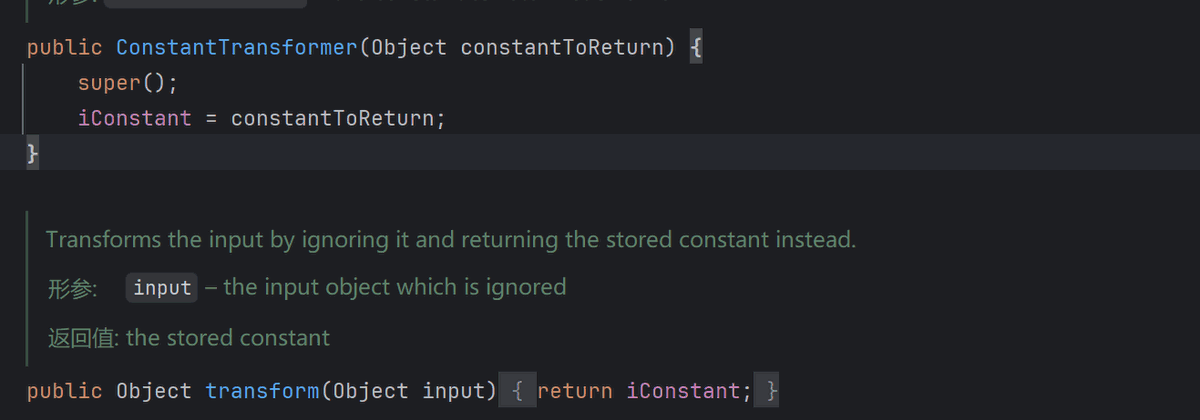 public ConstantTransformer(Object constantToReturn) {
super();
iConstant = constantToReturn;
}
Transforms the input by ignoring it and returning the stored constant instead.
形参: input – the input object which is ignored
返回值: the stored constant
public Object transform(Object input) { return iConstant; }